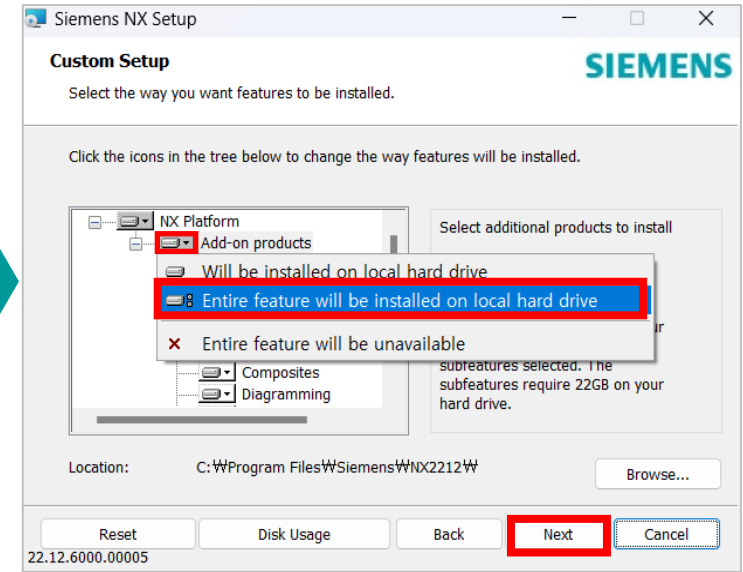 Siemens NX Setup
Custom Setup
SIEMENS
Select the way you want features to be installed.
Click the icons in the tree below to change the way features will be installed.
NX Platform
Add-on products
Select additional products to install
Will be installed on local hard drive
Entire feature will be installed on local hard drive
Entire feature will be unavailable
Composites
Diagramming
subfeatures selected. The
subfeatures require 22GB on your
hard drive.
Location: C:₩Program Files₩Siemens₩NX2212₩
Browse...
Reset Disk Usage Back Next Cancel
22.12.6000.00005